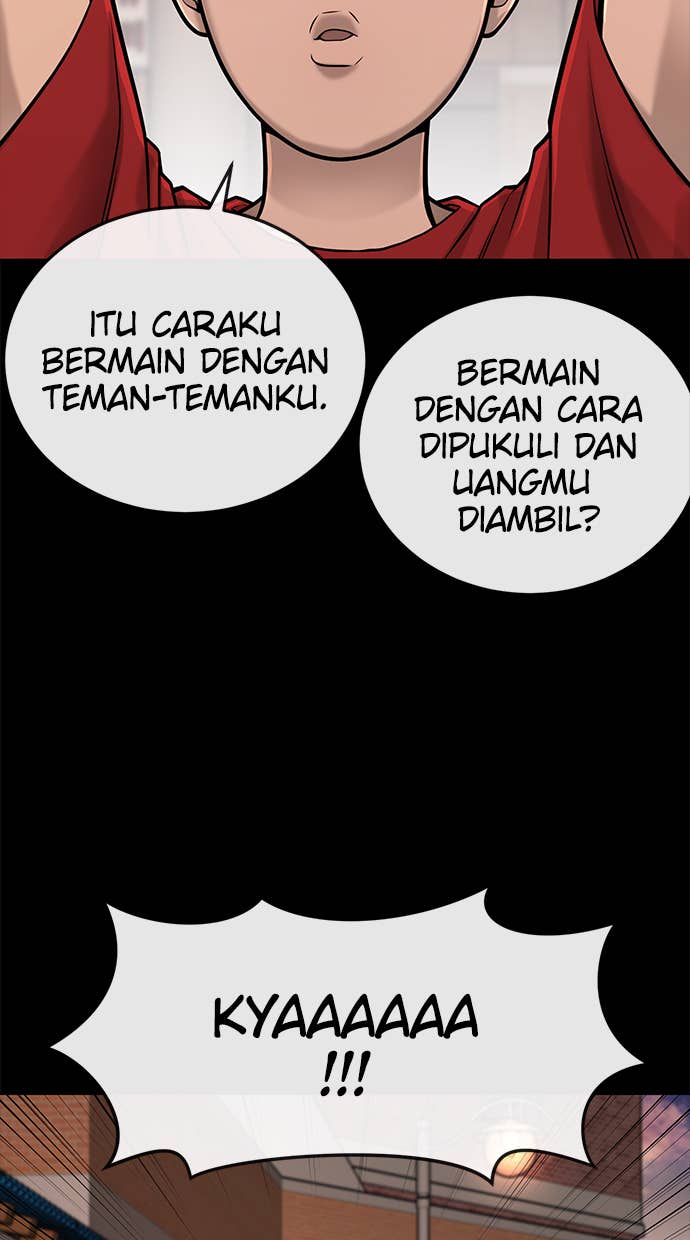 ITU CARAKU
BERMAIN DENGAN
TEMAN-TEMANKU.
BERMAIN
DENGAN CARA
DIPUKULI DAN
UANGMU
DIAMBIL?
KYAAAAAA
!!!